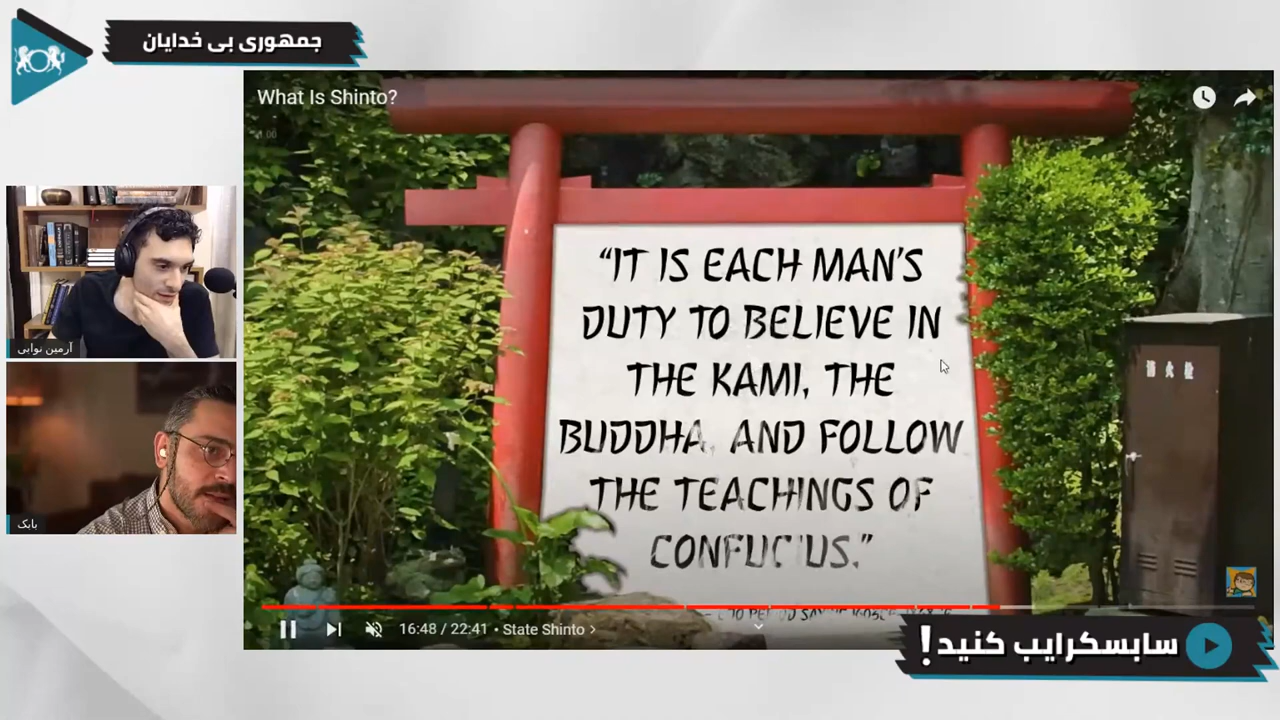 جمهوری بی خدایان
What Is Shinto?
“IT IS EACH MAN’S
DUTY TO BELIEVE IN
THE KAMI, THE
BUDDHA, AND FOLLOW
THE TEACHINGS OF
CONFUCIUS.”
آرمین نوابی
بابک
16:48 / 22:41 • State Shinto >
سابسکرایب کنید!